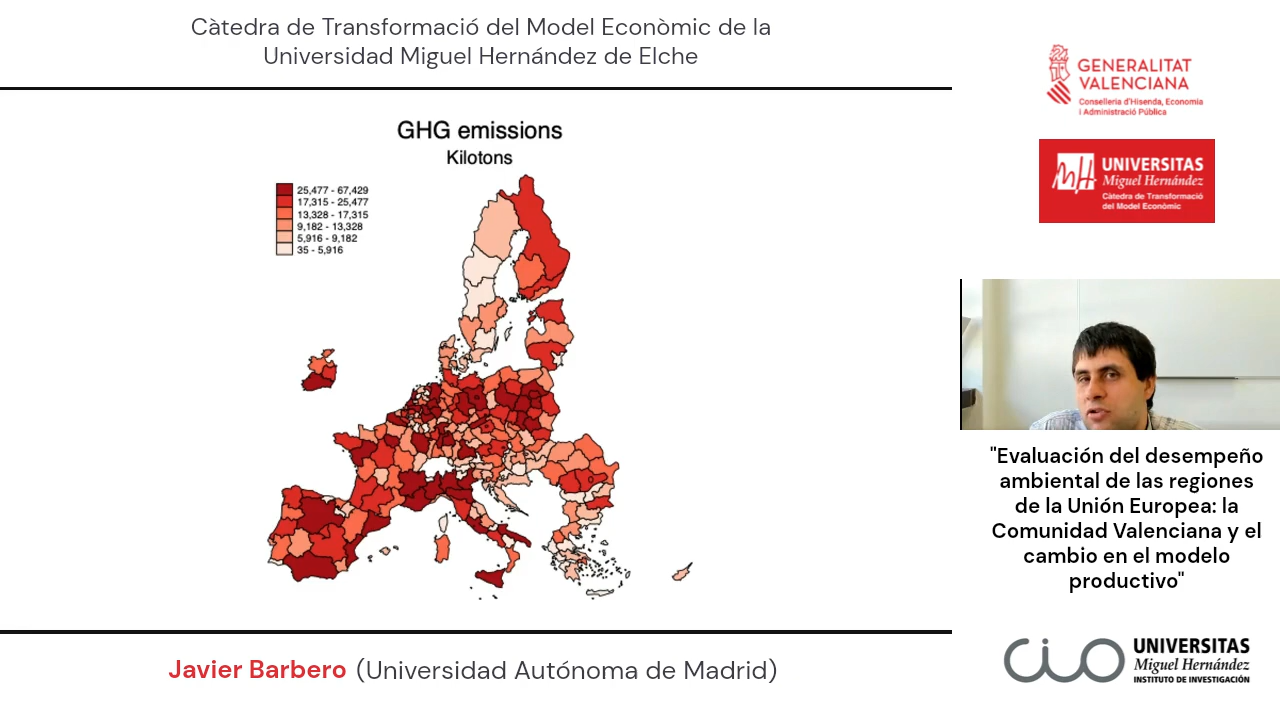 Càtedra de Transformació del Model Econòmic de la
Universidad Miguel Hernández de Elche
GHG emissions
Kilotons
25,477 - 67,429
17,315 - 25,477
13,328 - 17,315
9,182 - 13,328
5,916 - 9,182
35 - 5,916
GENERALITAT
VALENCIANA
Conselleria d'Hisenda, Economia
i Administració Pública
UNIVERSITAS
Miguel Hernández
Càtedra de Transformació
del Model Econòmic
"Evaluación del desempeño
ambiental de las regiones
de la Unión Europea: la
Comunidad Valenciana y el
cambio en el modelo
productivo"
Javier Barbero (Universidad Autónoma de Madrid)
cio
UNIVERSITAS
Miguel Hernández
INSTITUTO DE INVESTIGACIÓN